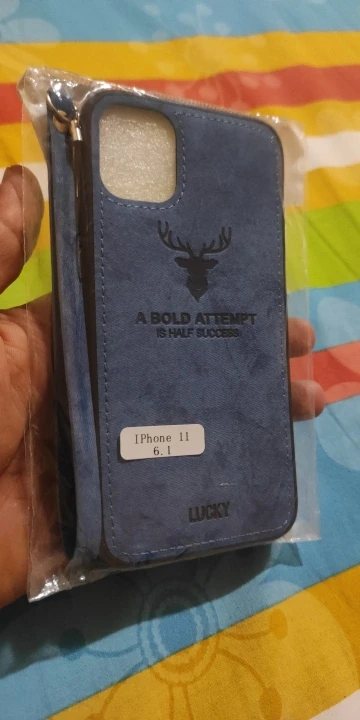 A BOLD ATTEMPT
IS HALF SUCCESS
IPhone 11
6.1
LUCKY